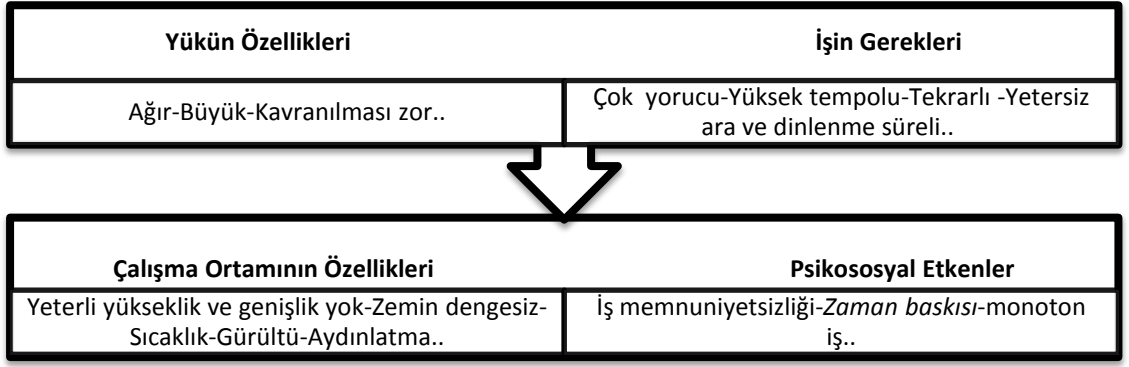 Yükün Özellikleri
İşin Gerekleri
Ağır-Büyük-Kavranılması zor..
Çok yorucu-Yüksek tempolu-Tekrarlı -Yetersiz
ara ve dinlenme süreli..
Çalışma Ortamının Özellikleri
Psikososyal Etkenler
Yeterli yükseklik ve genişlik yok-Zemin dengesiz-
Sıcaklık-Gürültü-Aydınlatma..
İş memnuniyetsizliği-Zaman baskısı-monoton
iş..